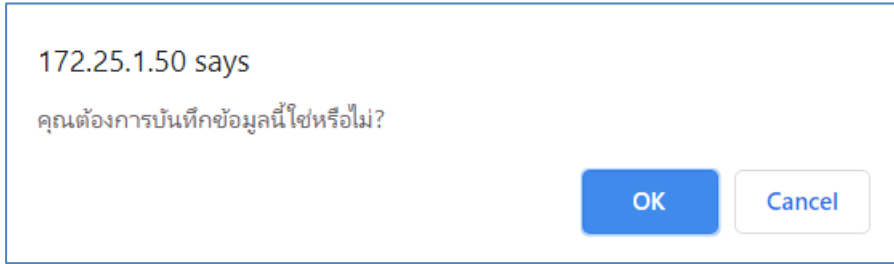 172.25.1.50 says
คุณต้องการบันทึกข้อมูลนี้ใช่หรือไม่?
OK Cancel